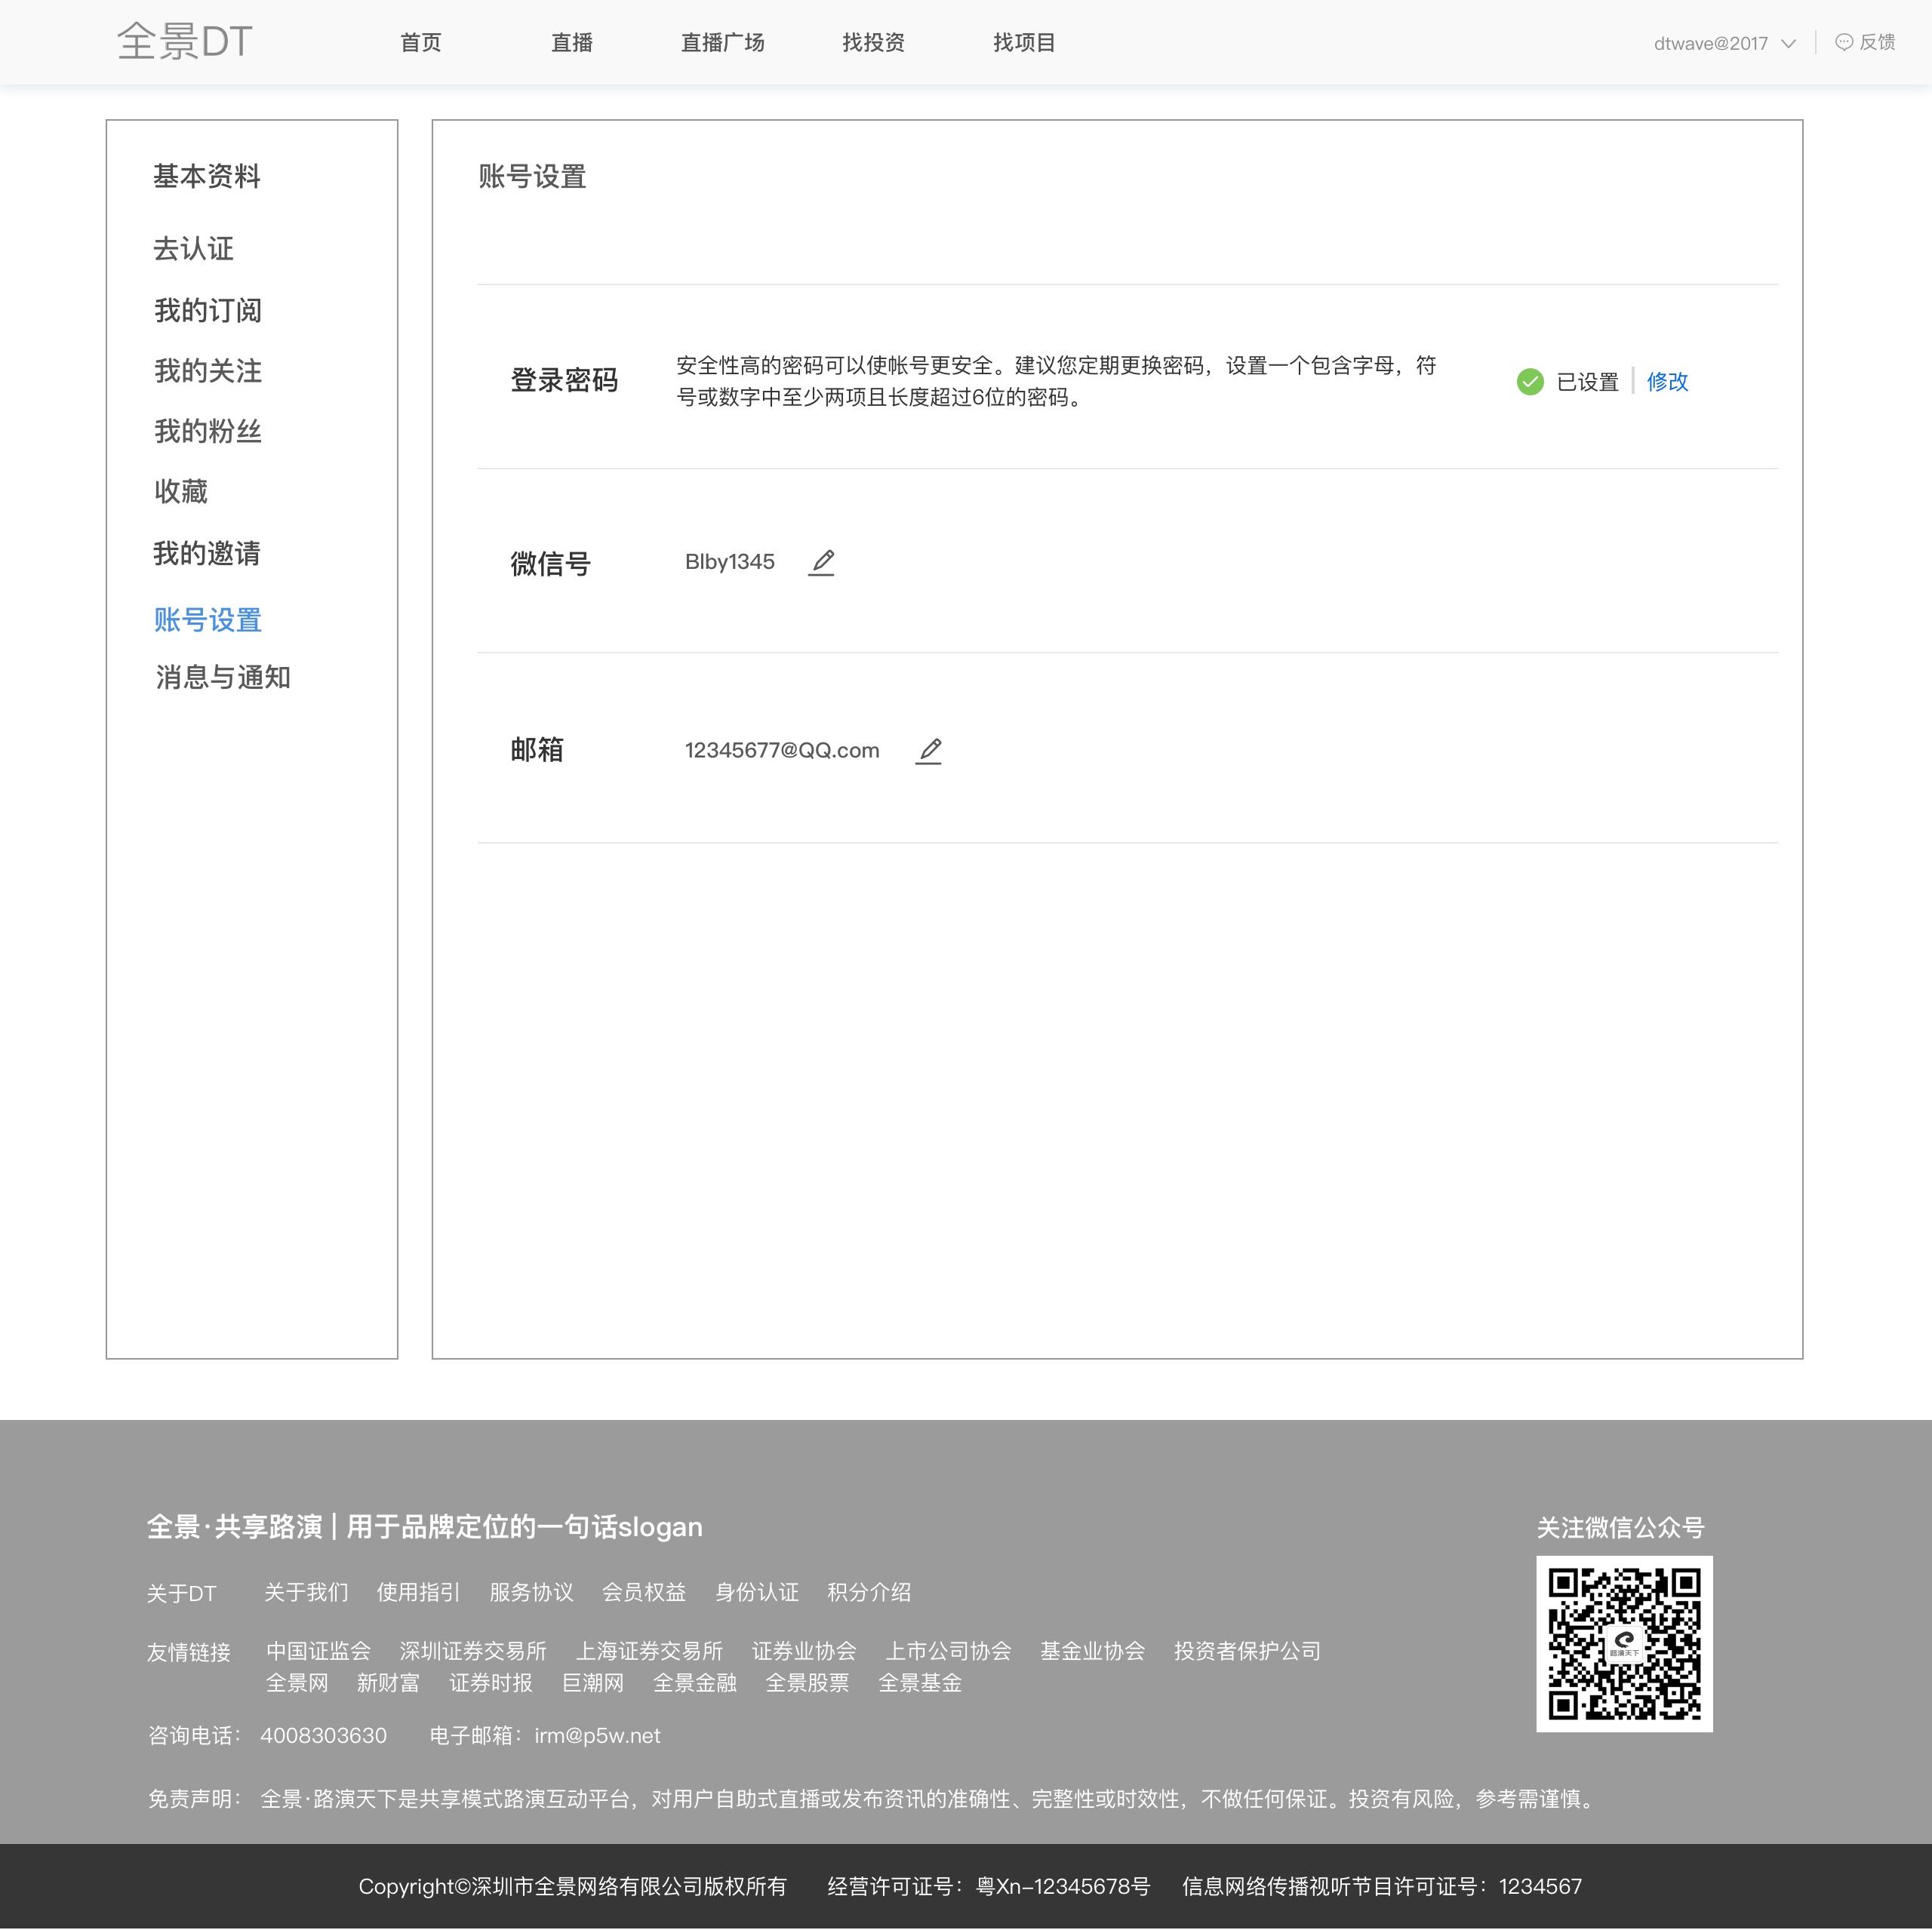 全景DT 首页 直播 直播广场 找投资 找项目 dtwave@2017 反馈
基本资料
去认证
我的订阅
我的关注
我的粉丝
收藏
我的邀请
账号设置
消息与通知
账号设置
登录密码
安全性高的密码可以使帐号更安全。建议您定期更换密码，设置一个包含字母，符
号或数字中至少两项且长度超过6位的密码。
已设置 修改
微信号 Blby1345
邮箱 12345677@QQ.com
全景·共享路演 | 用于品牌定位的一句话slogan
关于DT 关于我们 使用指引 服务协议 会员权益 身份认证 积分介绍
友情链接 中国证监会 深圳证券交易所 上海证券交易所 证券业协会 上市公司协会 基金业协会 投资者保护公司
全景网 新财富 证券时报 巨潮网 全景金融 全景股票 全景基金
咨询电话： 4008303630 电子邮箱：irm@p5w.net
免责声明： 全景·路演天下是共享模式路演互动平台，对用户自助式直播或发布资讯的准确性、完整性或时效性，不做任何保证。投资有风险，参考需谨慎。
关注微信公众号
路演天下
Copyright©深圳市全景网络有限公司版权所有 经营许可证号：粤Xn-12345678号 信息网络传播视听节目许可证号：1234567